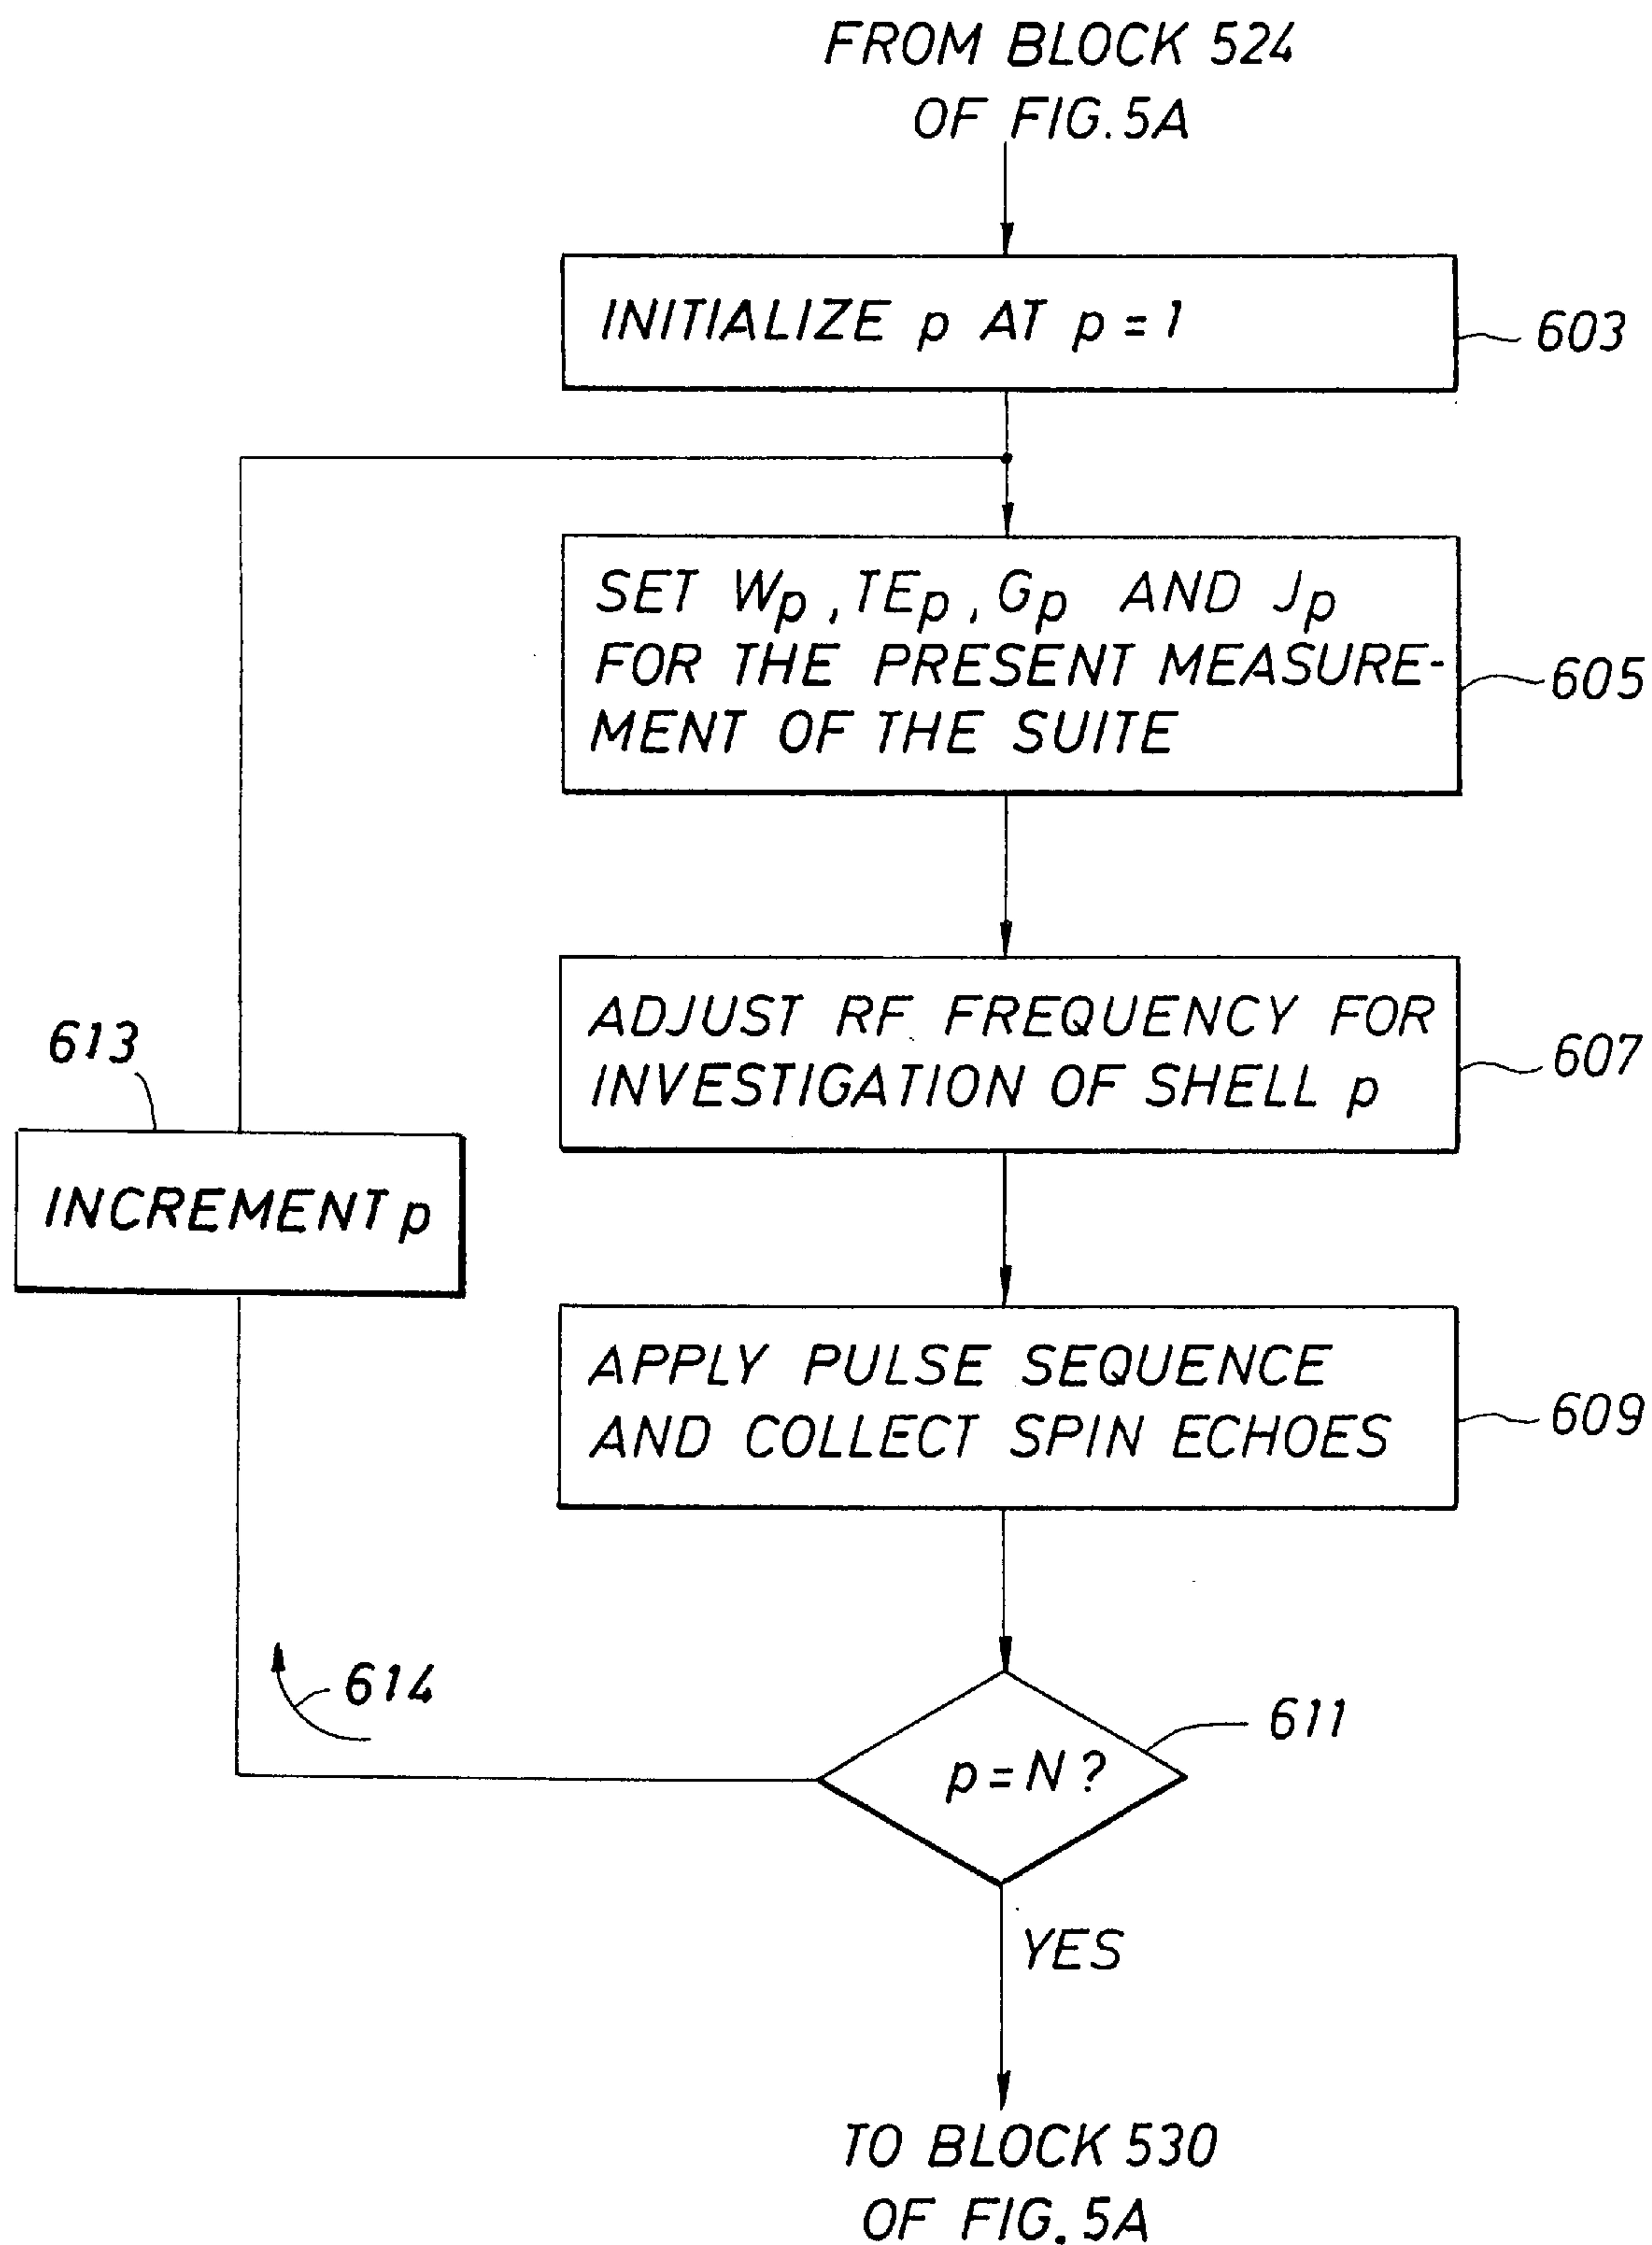 FROM BLOCK 524
OF FIG. 5A
INITIALIZE p AT p = 1
603
SET Wp, TEp, Gp AND Jp
FOR THE PRESENT MEASURE-
MENT OF THE SUITE
605
ADJUST RF FREQUENCY FOR
INVESTIGATION OF SHELL p
607
613
INCREMENT p
APPLY PULSE SEQUENCE
AND COLLECT SPIN ECHOES
609
614
611
p = N ?
YES
TO BLOCK 530
OF FIG. 5A